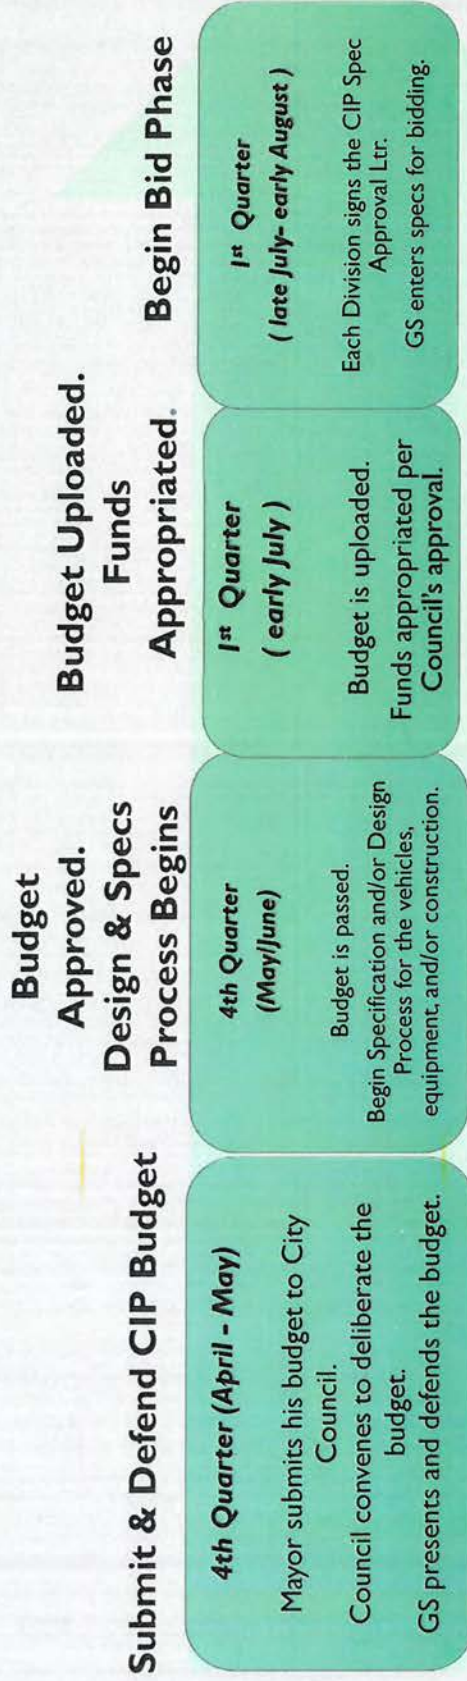 Submit & Defend CIP Budget
4th Quarter (April - May)
Mayor submits his budget to City
Council.
Council convenes to deliberate the
budget.
GS presents and defends the budget.
Budget
Approved.
Design & Specs
Process Begins
4th Quarter
(May/June)
Budget is passed.
Begin Specification and/or Design
Process for the vehicles,
equipment, and/or construction.
Budget Uploaded.
Funds
Appropriated.
1st Quarter
( early July )
Budget is uploaded.
Funds appropriated per
Council's approval.
Begin Bid Phase
1st Quarter
( late July- early August )
Each Division signs the CIP Spec
Approval Ltr.
GS enters specs for bidding.